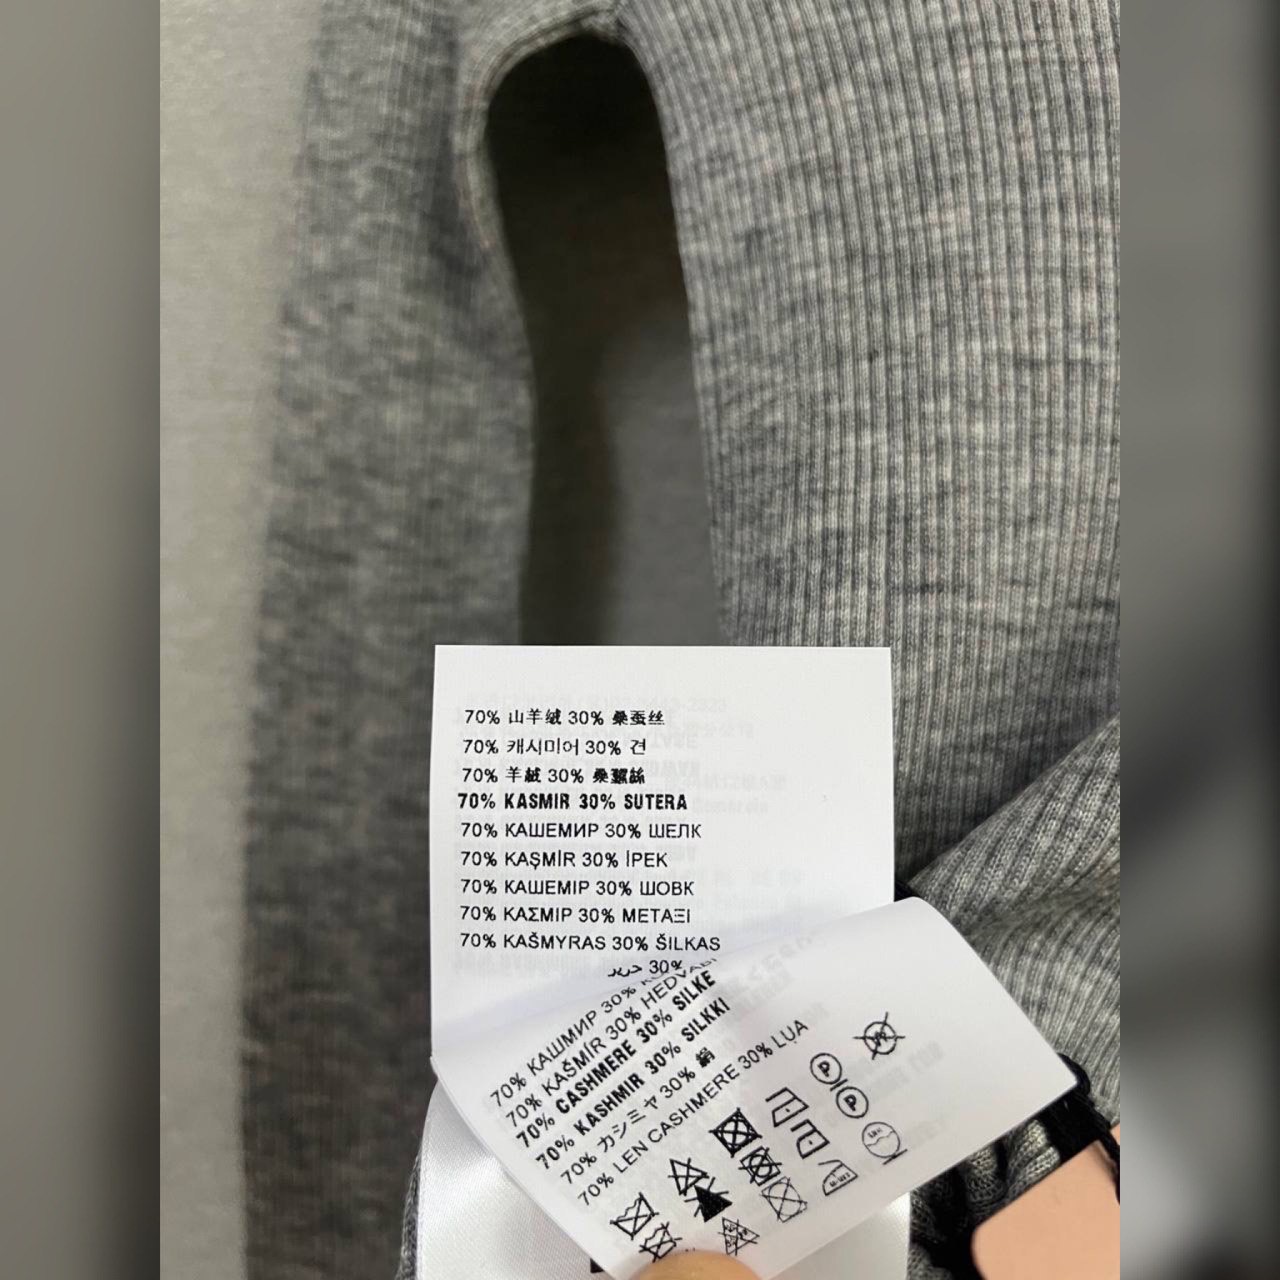 70% 山羊绒 30% 桑蚕丝
70% 캐시미어 30% 견
70% 羊絨 30% 桑蠶絲
70% KASMIR 30% SUTERA
70% КАШЕМИР 30% ШЕЛК
70% KAŞMİR 30% İPEK
70% КАШЕМІР 30% ШОВК
70% ΚΑΣΜΙΡ 30% ΜΕΤΑΞΙ
70% KAŠMYRAS 30% ŠILKAS
30% حرير
70% КАШМИР 30%
70% KAŠMÍR 30% HEDVÁBÍ
70% CASHMERE 30% SILKE
70% KASHMIR 30% SILKKI
70% カシミヤ 30% 絹
70% LEN CASHMERE 30% LỤA
P
P